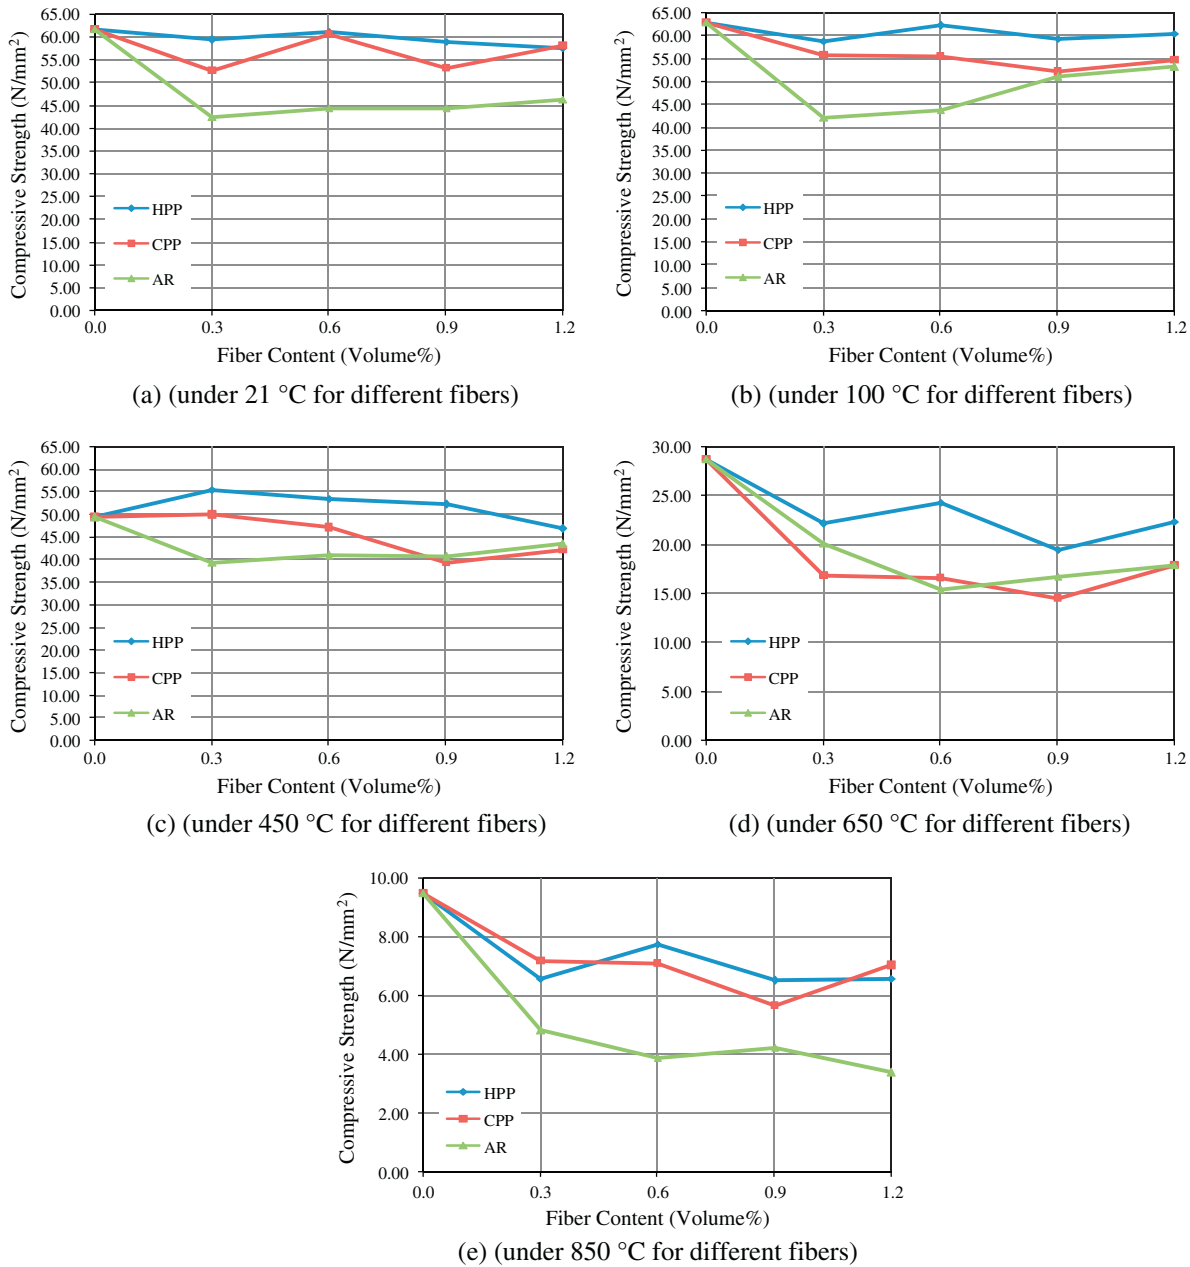 65.00
60.00
55.00
50.00
45.00
40.00
35.00
30.00
25.00
20.00
15.00
10.00
5.00
0.00
Compressive Strength (N/mm2)
HPP
CPP
AR
0.0 0.3 0.6 0.9 1.2
Fiber Content (Volume%)
(a) (under 21 °C for different fibers)
65.00
60.00
55.00
50.00
45.00
40.00
35.00
30.00
25.00
20.00
15.00
10.00
5.00
0.00
Compressive Strength (N/mm2)
HPP
CPP
AR
0.0 0.3 0.6 0.9 1.2
Fiber Content (Volume%)
(b) (under 100 °C for different fibers)
65.00
60.00
55.00
50.00
45.00
40.00
35.00
30.00
25.00
20.00
15.00
10.00
5.00
0.00
Compressive Strength (N/mm2)
HPP
CPP
AR
0.0 0.3 0.6 0.9 1.2
Fiber Content (Volume%)
(c) (under 450 °C for different fibers)
30.00
25.00
20.00
15.00
10.00
5.00
0.00
Compressive Strength (N/mm2)
HPP
CPP
AR
0.0 0.3 0.6 0.9 1.2
Fiber Content (Volume%)
(d) (under 650 °C for different fibers)
10.00
8.00
6.00
4.00
2.00
0.00
Compressive Strength (N/mm2)
HPP
CPP
AR
0.0 0.3 0.6 0.9 1.2
Fiber Content (Volume%)
(e) (under 850 °C for different fibers)